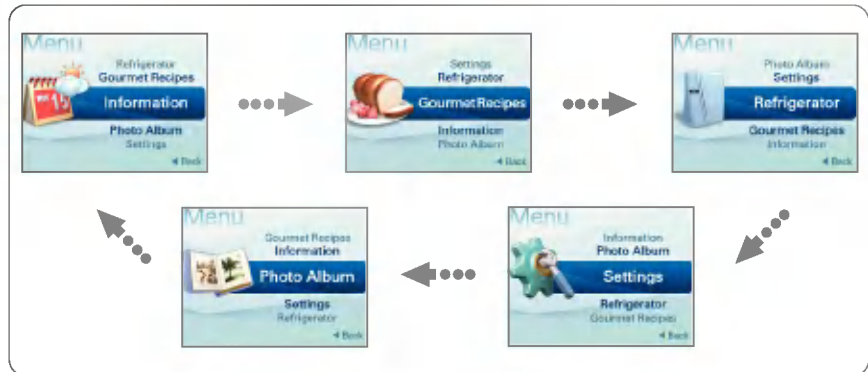 Menu
Refrigerator
Gourmet Recipes
Information
Photo Album
Settings
Back
Menu
Settings
Refrigerator
Gourmet Recipes
Information
Photo Album
Back
Menu
Photo Album
Settings
Refrigerator
Gourmet Recipes
Information
Back
Menu
Gourmet Recipes
Information
Photo Album
Settings
Refrigerator
Back
Menu
Information
Photo Album
Settings
Refrigerator
Gourmet Recipes
Back